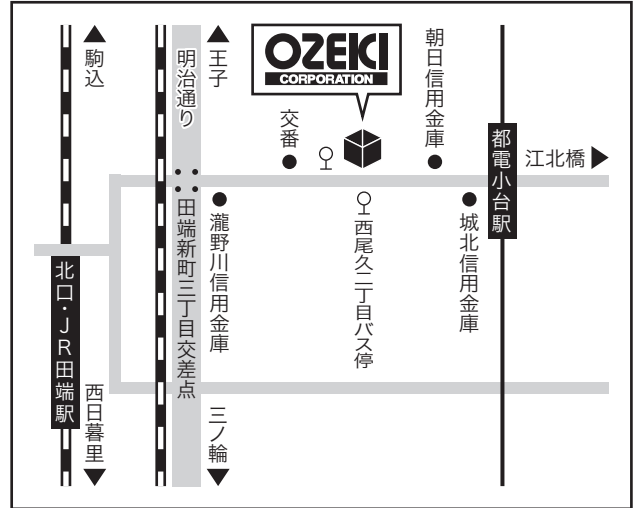 駒込
明治通り
王子
OZEKI
CORPORATION
交番
朝日信用金庫
都電小台駅
江北橋
田端新町三丁目交差点
瀧野川信用金庫
西尾久二丁目バス停
城北信用金庫
北口・JR田端駅
西日暮里
三ノ輪